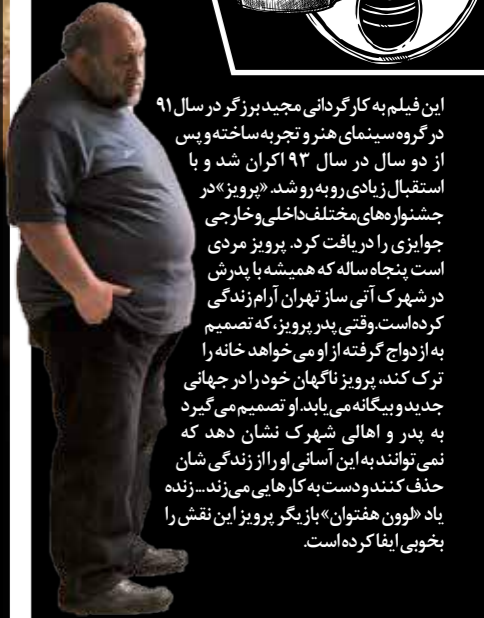 این فیلم به کارگردانی مجید برزگر در سال ۹۱
در گروه سینمای هنر و تجربه ساخته و پس
از دو سال در سال ۹۳ اکران شد و با
استقبال زیادی روبه رو شد. «پرویز» در
جشنواره‌های مختلف داخلی و خارجی
جوایزی را دریافت کرد. پرویز مردی
است پنجاه ساله که همیشه با پدرش
در شهرک آتی ساز تهران آرام زندگی
کرده است. وقتی پدر پرویز، که تصمیم
به ازدواج گرفته از او می خواهد خانه را
ترک کند، پرویز ناگهان خود را در جهانی
جدید و بیگانه می یابد. او تصمیم می گیرد
به پدر و اهالی شهرک نشان دهد که
نمی توانند به این آسانی او را از زندگی شان
حذف کنند و دست به کارهایی می زند... زنده
یاد «لوون هفتوان» بازیگر پرویز این نقش را
بخوبی ایفا کرده است.